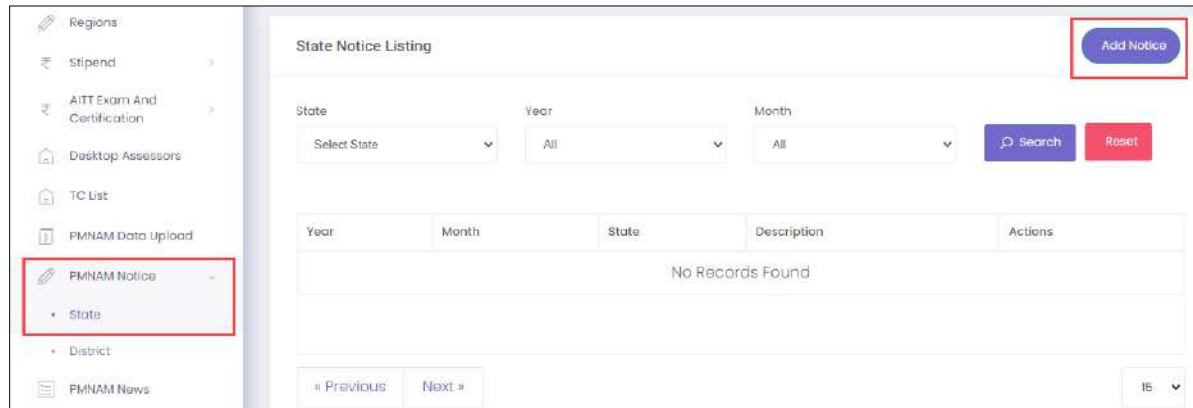 Regions
Stipend
AITT Exam And
Certification
Desktop Assessors
TC List
PMNAM Data Upload
PMNAM Notice
State
District
PMNAM News
State Notice Listing
Add Notice
State
Year
Month
Select State
All
All
Search
Reset
Year Month State Description Actions
No Records Found
« Previous Next »
15